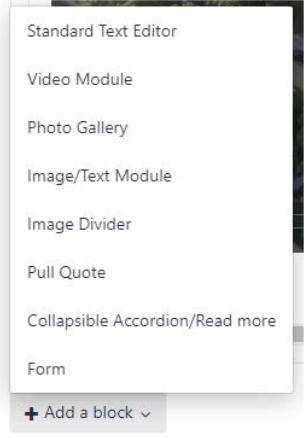 Standard Text Editor
Video Module
Photo Gallery
Image/Text Module
Image Divider
Pull Quote
Collapsible Accordion/Read more
Form
+ Add a block